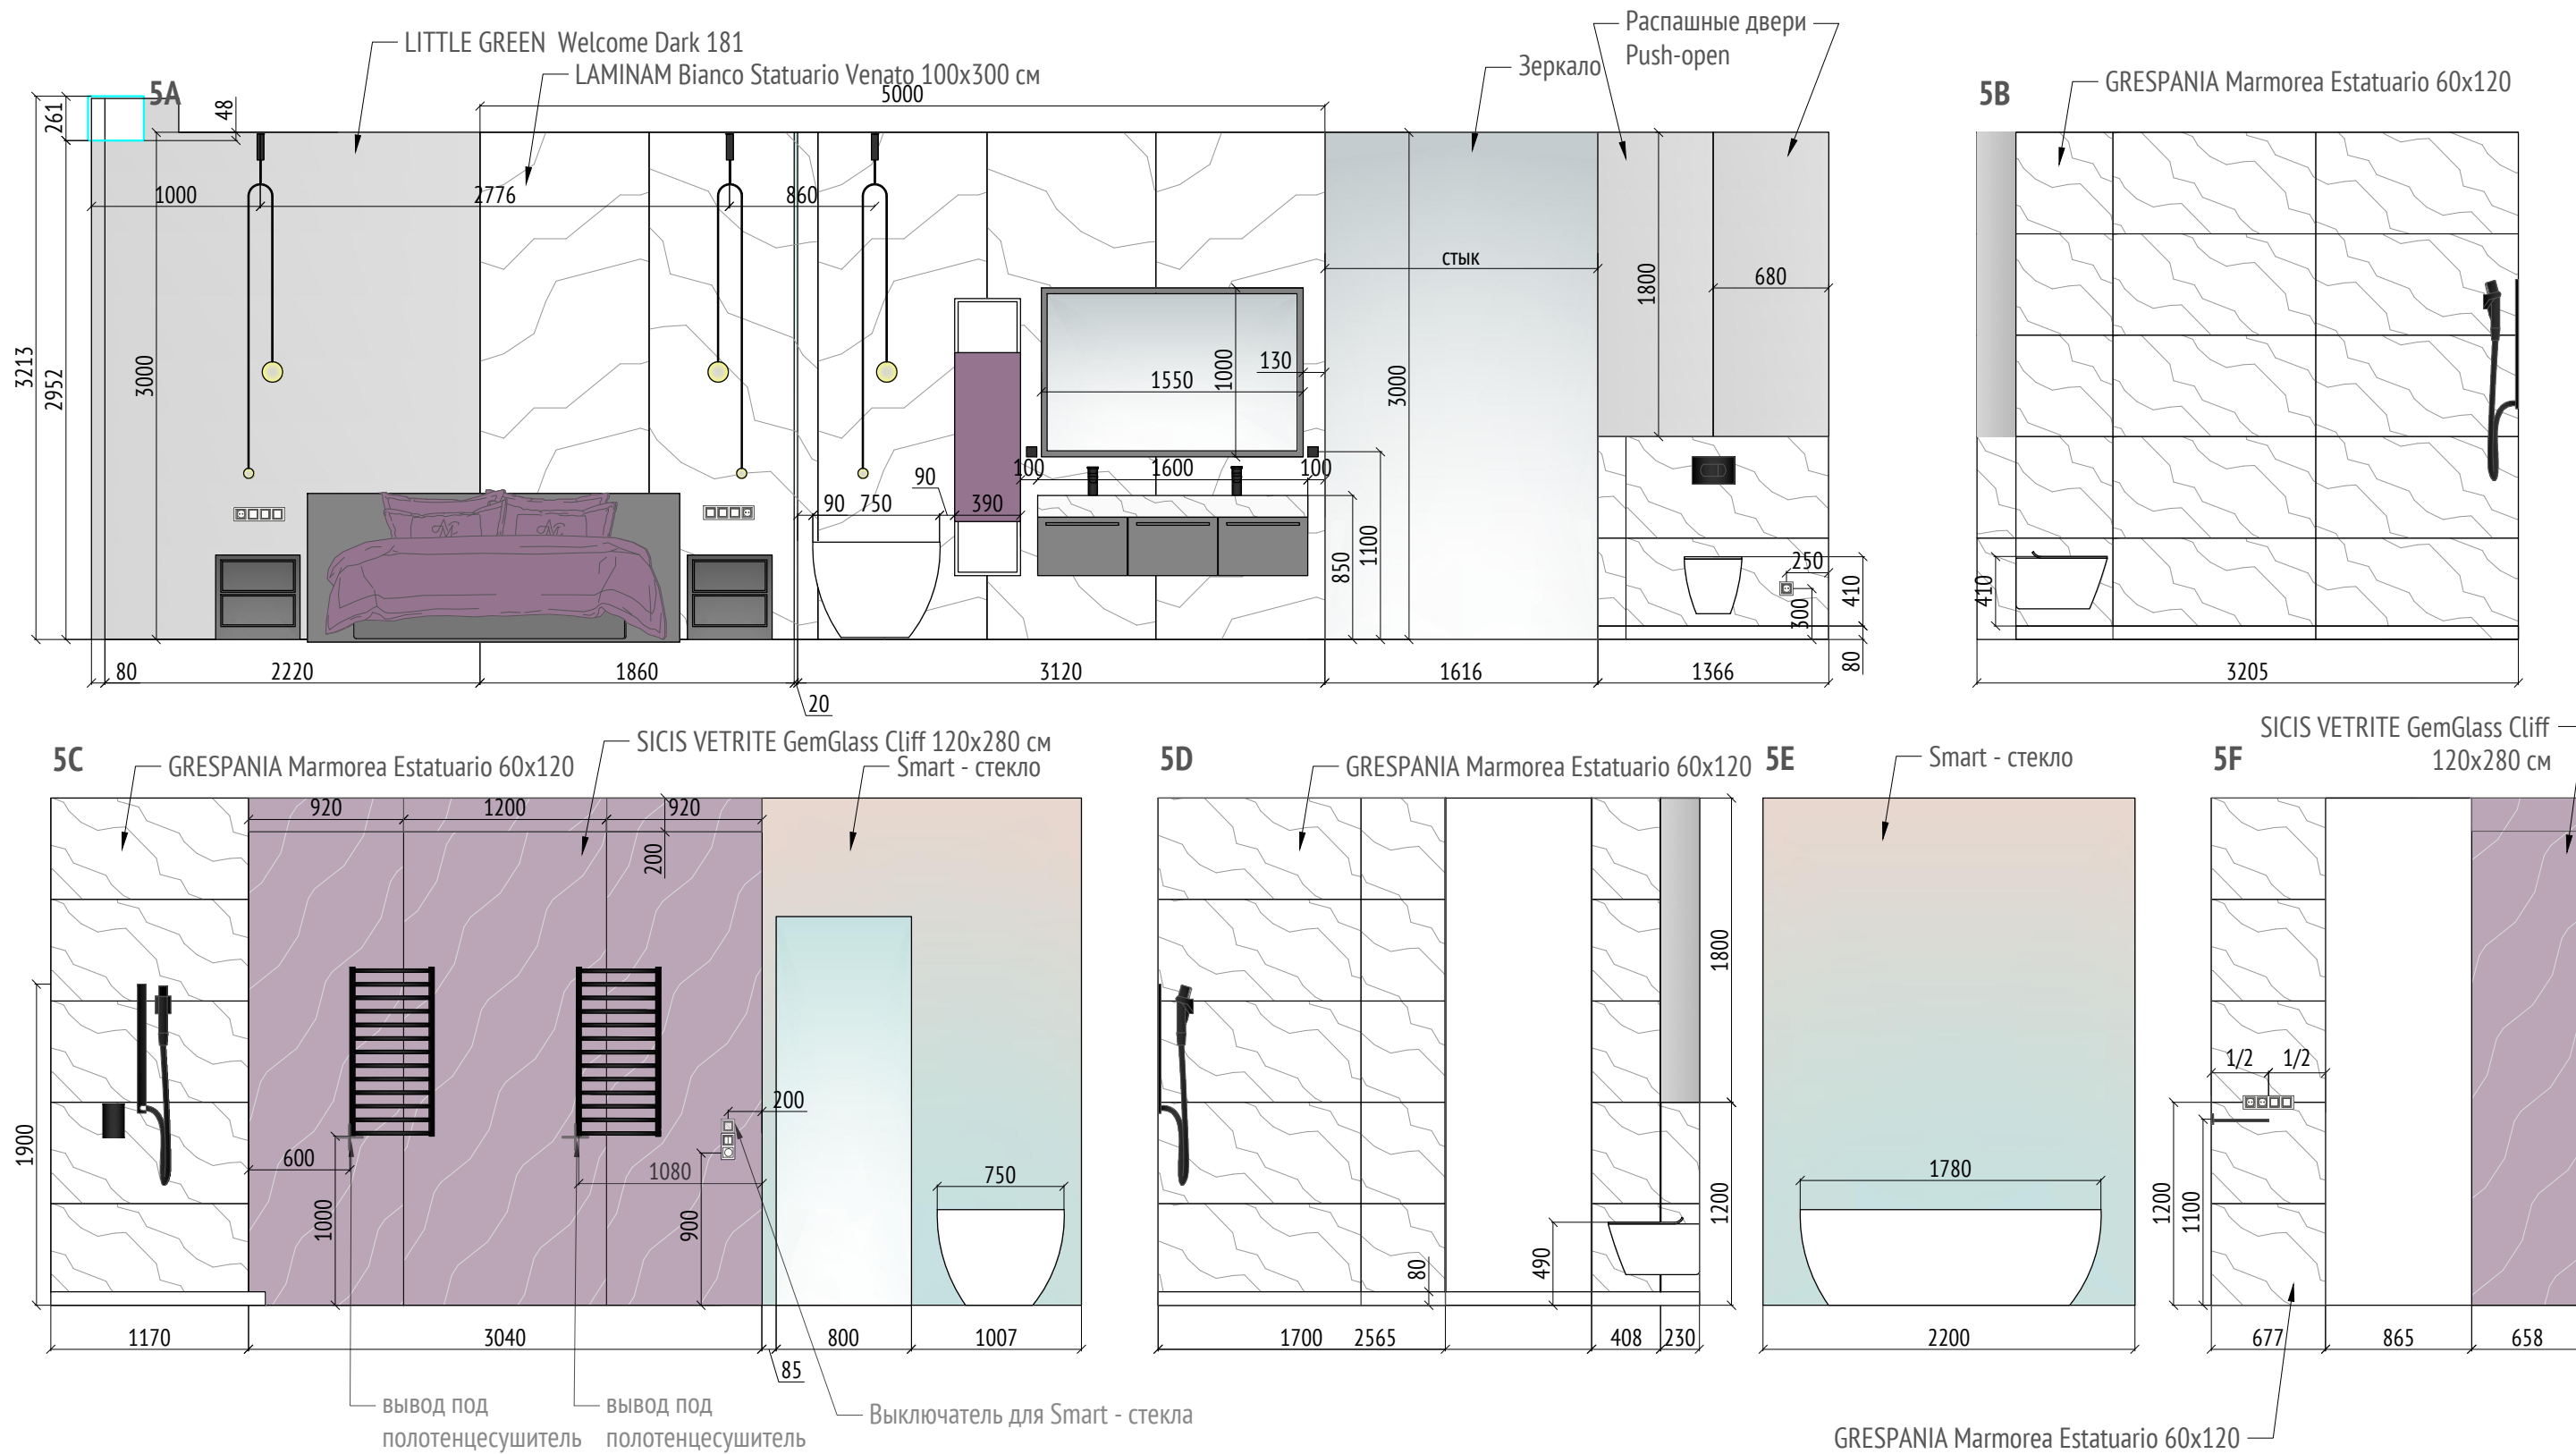 LITTLE GREEN Welcome Dark 181
LAMINAM Bianco Statuario Venato 100x300 см
Зеркало
Распашные двери
Push-open
5A
261
48
5000
1000
2776
860
3213
2952
3000
стык
1800
680
3000
1000
130
1550
100
1600
100
90
90
750
390
850
1100
250
410
300
80
80
2220
1860
20
3120
1616
1366
5B
GRESPANIA Marmorea Estatuario 60x120
410
3205
5C
GRESPANIA Marmorea Estatuario 60x120
SICIS VETRITE GemGlass Cliff 120x280 см
Smart - стекло
920
1200
920
200
1900
600
1000
1080
200
900
750
1170
3040
85
800
1007
вывод под
полотенцесушитель
вывод под
полотенцесушитель
Выключатель для Smart - стекла
5D
GRESPANIA Marmorea Estatuario 60x120
1800
1200
490
80
1700
2565
408
230
5E
Smart - стекло
1780
2200
5F
SICIS VETRITE GemGlass Cliff
120x280 см
1/2
1/2
1200
1100
677
865
658
GRESPANIA Marmorea Estatuario 60x120